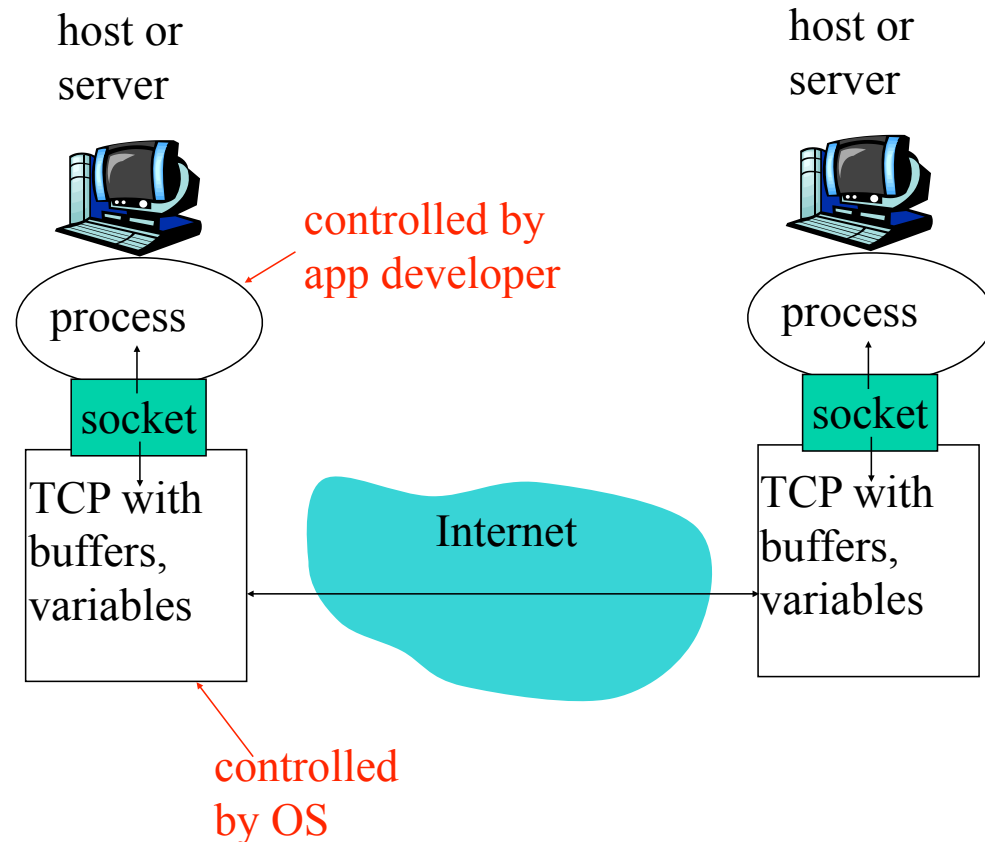 host or
server
host or
server
controlled by
app developer
process
process
socket
socket
TCP with
buffers,
variables
Internet
TCP with
buffers,
variables
controlled
by OS